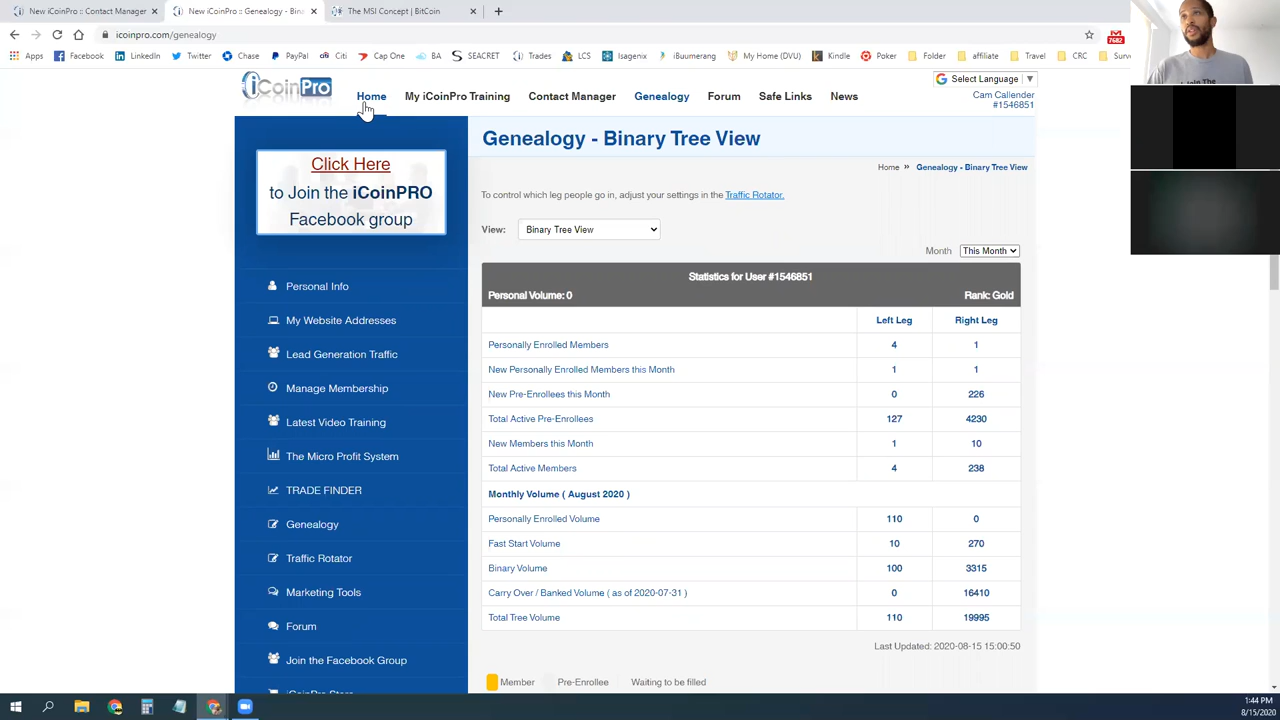 New iCoinPro :: Contact Manager
New iCoinPro :: Genealogy - Bin
The MSI Concept | BitCoin
icoinpro.com/genealogy
Apps
Facebook
LinkedIn
Twitter
Chase
PayPal
Citi
Cap One
BA
SEACRET
Trades
LCS
Isagenix
iBoumerang
My Home (DVU)
Kindle
Poker
Folder
affiliate
Travel
CRC
Surv
7682
iCoinPro
Home
My iCoinPro Training
Contact Manager
Genealogy
Forum
Safe Links
News
Select Language
Cam Callender
#1546851
Click Here
to Join the iCoinPRO
Facebook group
Personal Info
My Website Addresses
Lead Generation Traffic
Manage Membership
Latest Video Training
The Micro Profit System
TRADE FINDER
Genealogy
Traffic Rotator
Marketing Tools
Forum
Join the Facebook Group
iCoinPro Store
Genealogy - Binary Tree View
Home » Genealogy - Binary Tree View
To control which leg people go in, adjust your settings in the Traffic Rotator.
View: Binary Tree View
Month This Month
Statistics for User #1546851
Personal Volume: 0 Rank: Gold
Left Leg Right Leg
Personally Enrolled Members 4 1
New Personally Enrolled Members this Month 1 1
New Pre-Enrollees this Month 0 226
Total Active Pre-Enrollees 127 4230
New Members this Month 1 10
Total Active Members 4 238
Monthly Volume ( August 2020 )
Personally Enrolled Volume 110 0
Fast Start Volume 10 270
Binary Volume 100 3315
Carry Over / Banked Volume ( as of 2020-07-31 ) 0 16410
Total Tree Volume 110 19995
Last Updated: 2020-08-15 15:00:50
Member Pre-Enrollee Waiting to be filled
1:44 PM
8/15/2020